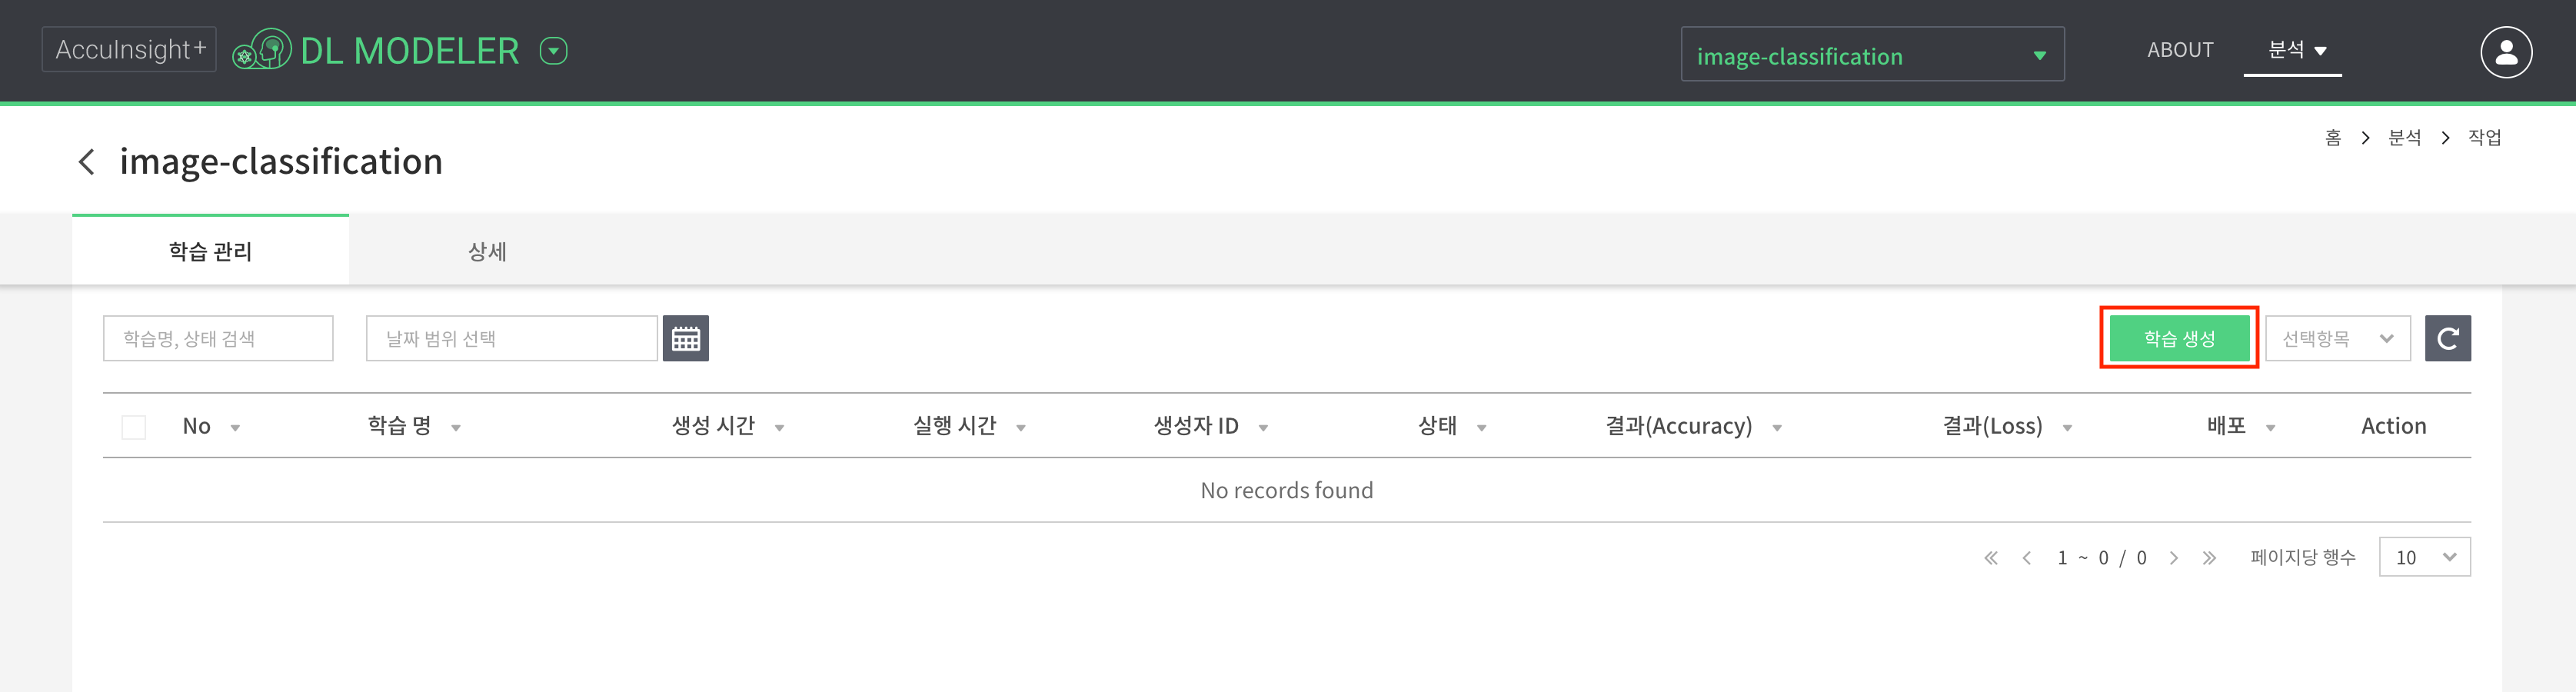 AccuInsight+ DL MODELER image-classification ABOUT 분석
홈 > 분석 > 작업
image-classification
학습 관리 상세
학습명, 상태 검색 날짜 범위 선택 학습 생성 선택항목
No 학습 명 생성 시간 실행 시간 생성자 ID 상태 결과(Accuracy) 결과(Loss) 배포 Action
No records found
1 ~ 0 / 0 페이지당 행수 10